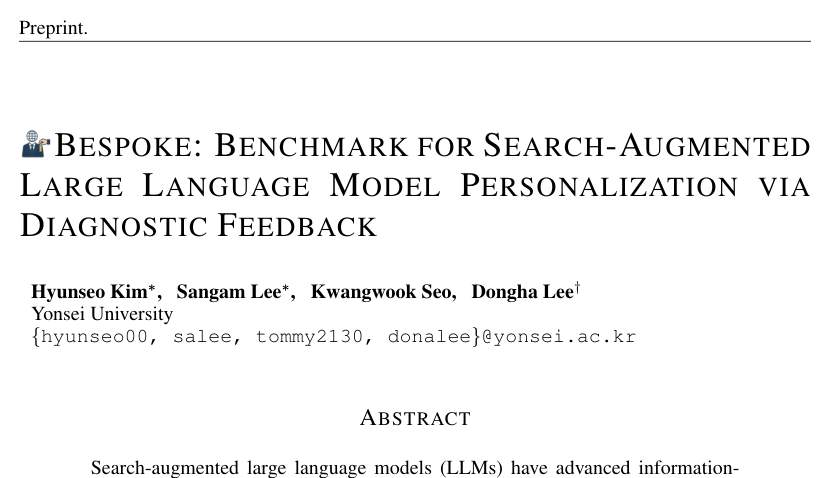 Preprint.
BESPOKE: BENCHMARK FOR SEARCH-AUGMENTED
LARGE LANGUAGE MODEL PERSONALIZATION VIA
DIAGNOSTIC FEEDBACK
Hyunseo Kim*, Sangam Lee*, Kwangwook Seo, Dongha Lee†
Yonsei University
{hyunseo00, salee, tommy2130, donalee}@yonsei.ac.kr
ABSTRACT
Search-augmented large language models (LLMs) have advanced information-